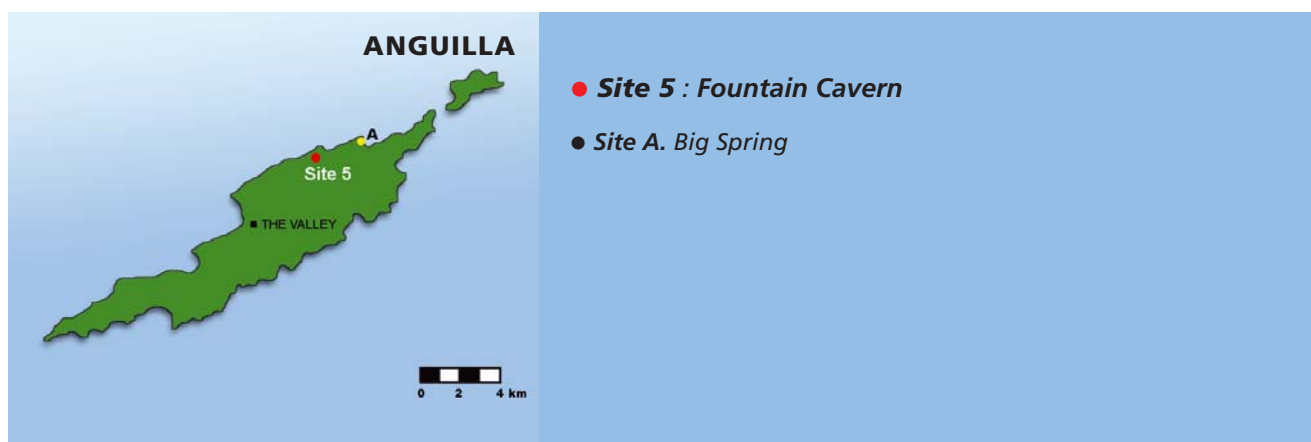 ANGUILLA
A
Site 5
THE VALLEY
0 2 4 km
Site 5 : Fountain Cavern
Site A. Big Spring